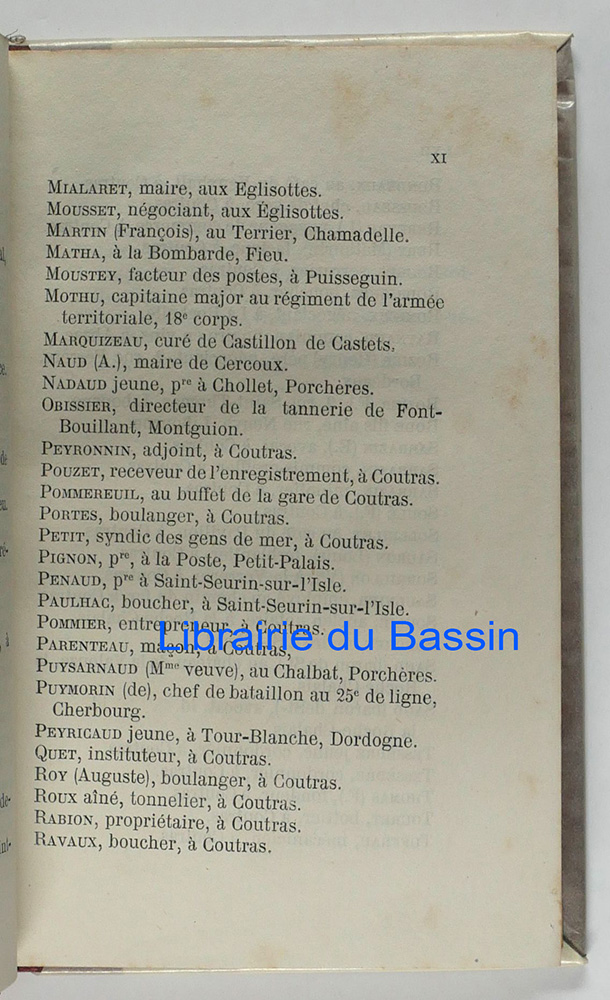 XI
MIALARET, maire, aux Eglisottes.
MOUSSET, négociant, aux Églisottes.
MARTIN (François), au Terrier, Chamadelle.
MATHA, à la Bombarde, Fieu.
MOUSTEY, facteur des postes, à Puisseguin.
MOTHU, capitaine major au régiment de l'armée
territoriale, 18e corps.
MARQUIZEAU, curé de Castillon de Castets,
NAUD (A.), maire de Cercoux.
NADAUD jeune, pre à Chollet, Porchères.
OBISSIER, directeur de la tannerie de Font-
Bouillant, Montguion.
PEYRONNIN, adjoint, à Coutras.
POUZET, receveur de l'enregistrement, à Coutras.
POMMEREUIL, au buffet de la gare de Coutras.
PORTES, boulanger, à Coutras.
PETIT, syndic des gens de mer, à Coutras.
PIGNON, pre, à la Poste, Petit-Palais.
PENAUD, pre à Saint-Seurin-sur-l'Isle.
PAULHAC, boucher, à Saint-Seurin-sur-l'Isle.
POMMIER, entrepreneur, à Coutras.
Librairie du Bassin
PARENTEAU, maçon, à Coutras,
PUYSARNAUD (Mme veuve), au Chalbat, Porchères.
PUYMORIN (de), chef de bataillon au 25e de ligne,
Cherbourg.
PEYRICAUD jeune, à Tour-Blanche, Dordogne.
QUET, instituteur, à Coutras.
ROY (Auguste), boulanger, à Coutras.
ROUX aîné, tonnelier, à Coutras.
RABION, propriétaire, à Coutras.
RAVAUX, boucher, à Coutras.